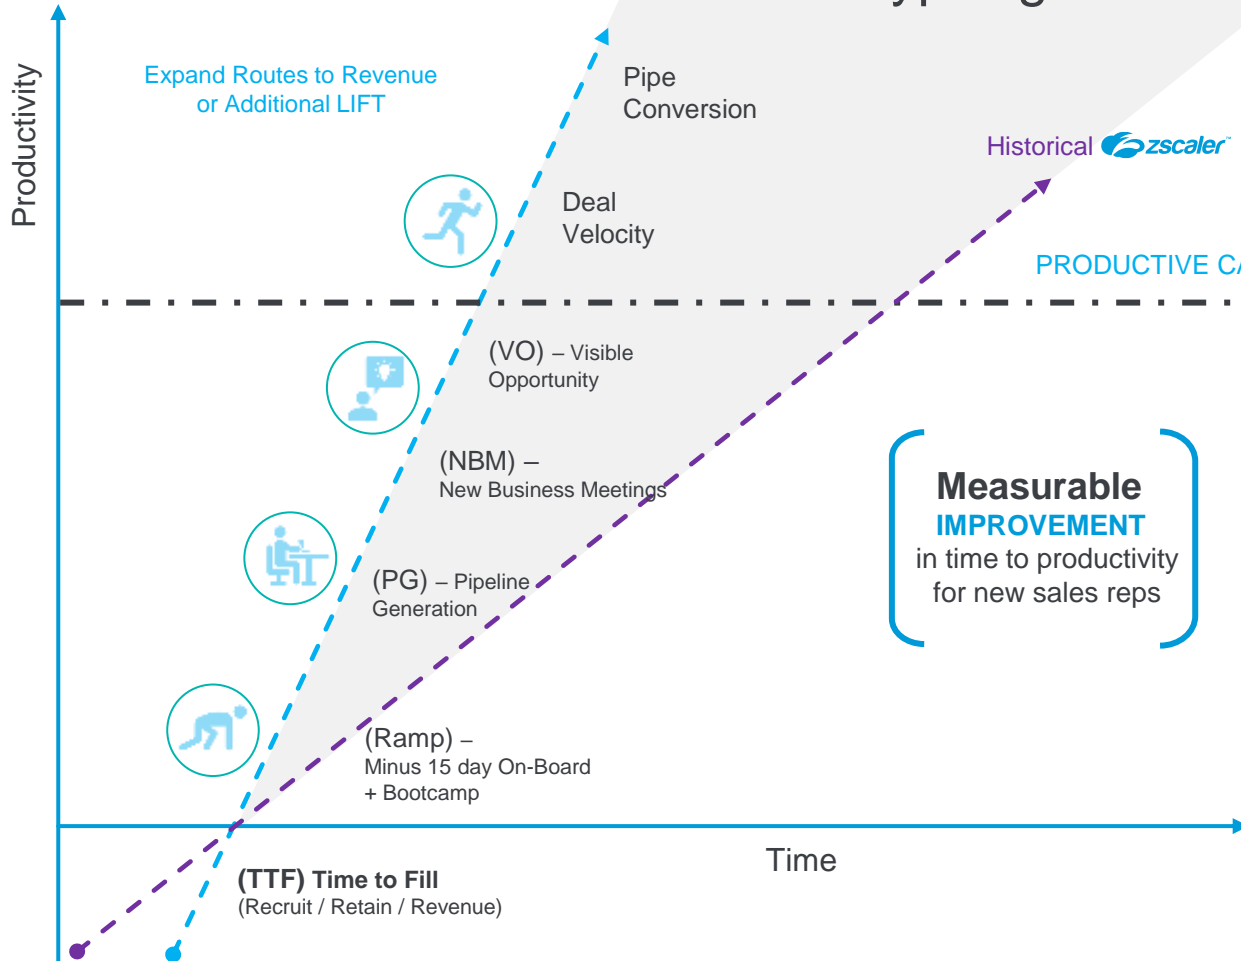 Productivity
Expand Routes to Revenue
or Additional LIFT
Pipe
Conversion
Historical zscaler™
Deal
Velocity
PRODUCTIVE
(VO) – Visible
Opportunity
(NBM) –
New Business Meetings
Measurable
IMPROVEMENT
in time to productivity
for new sales reps
(PG) – Pipeline
Generation
(Ramp) –
Minus 15 day On-Board
+ Bootcamp
Time
(TTF) Time to Fill
(Recruit / Retain / Revenue)